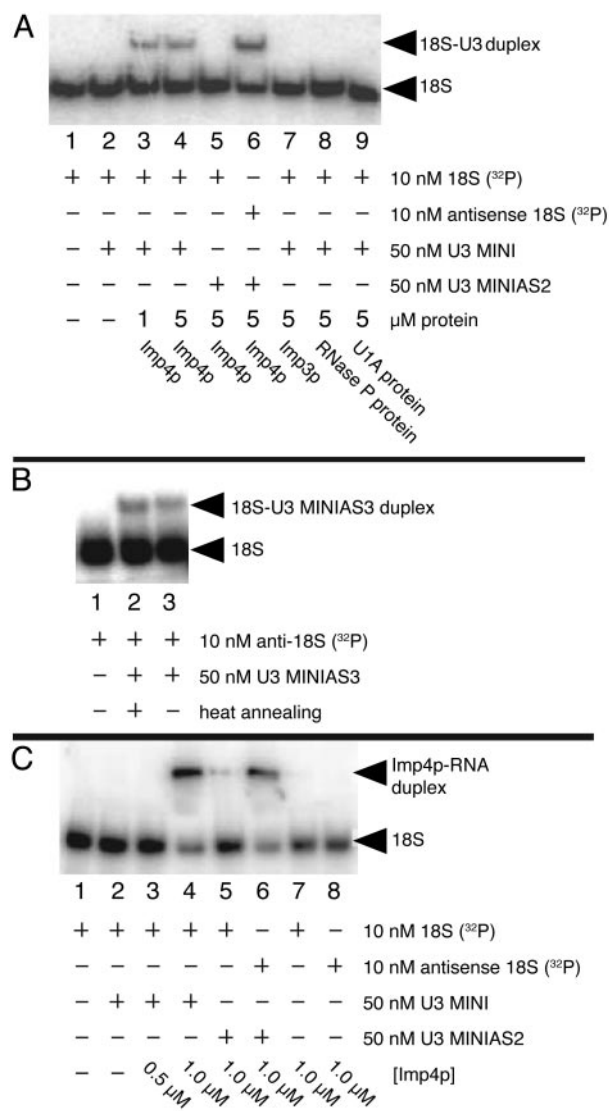 A
18S-U3 duplex
18S
1 2 3 4 5 6 7 8 9
+ + + + + – + + + 10 nM 18S (³²P)
– – – – – + – – – 10 nM antisense 18S (³²P)
– + + + – – + + + 50 nM U3 MINI
– – – – + + – – – 50 nM U3 MINIAS2
– – 1 5 5 5 5 5 5 µM protein
Imp4p Imp4p Imp4p Imp4p Imp3p RNase P protein U1A protein
B
18S-U3 MINIAS3 duplex
18S
1 2 3
+ + + 10 nM anti-18S (³²P)
– + + 50 nM U3 MINIAS3
– + – heat annealing
C
Imp4p-RNA
duplex
18S
1 2 3 4 5 6 7 8
+ + + + + – + – 10 nM 18S (³²P)
– – – – – + – + 10 nM antisense 18S (³²P)
– + + + – – – – 50 nM U3 MINI
– – – – + + – – 50 nM U3 MINIAS2
– – 0.5 µM 1.0 µM 1.0 µM 1.0 µM 1.0 µM 1.0 µM [Imp4p]